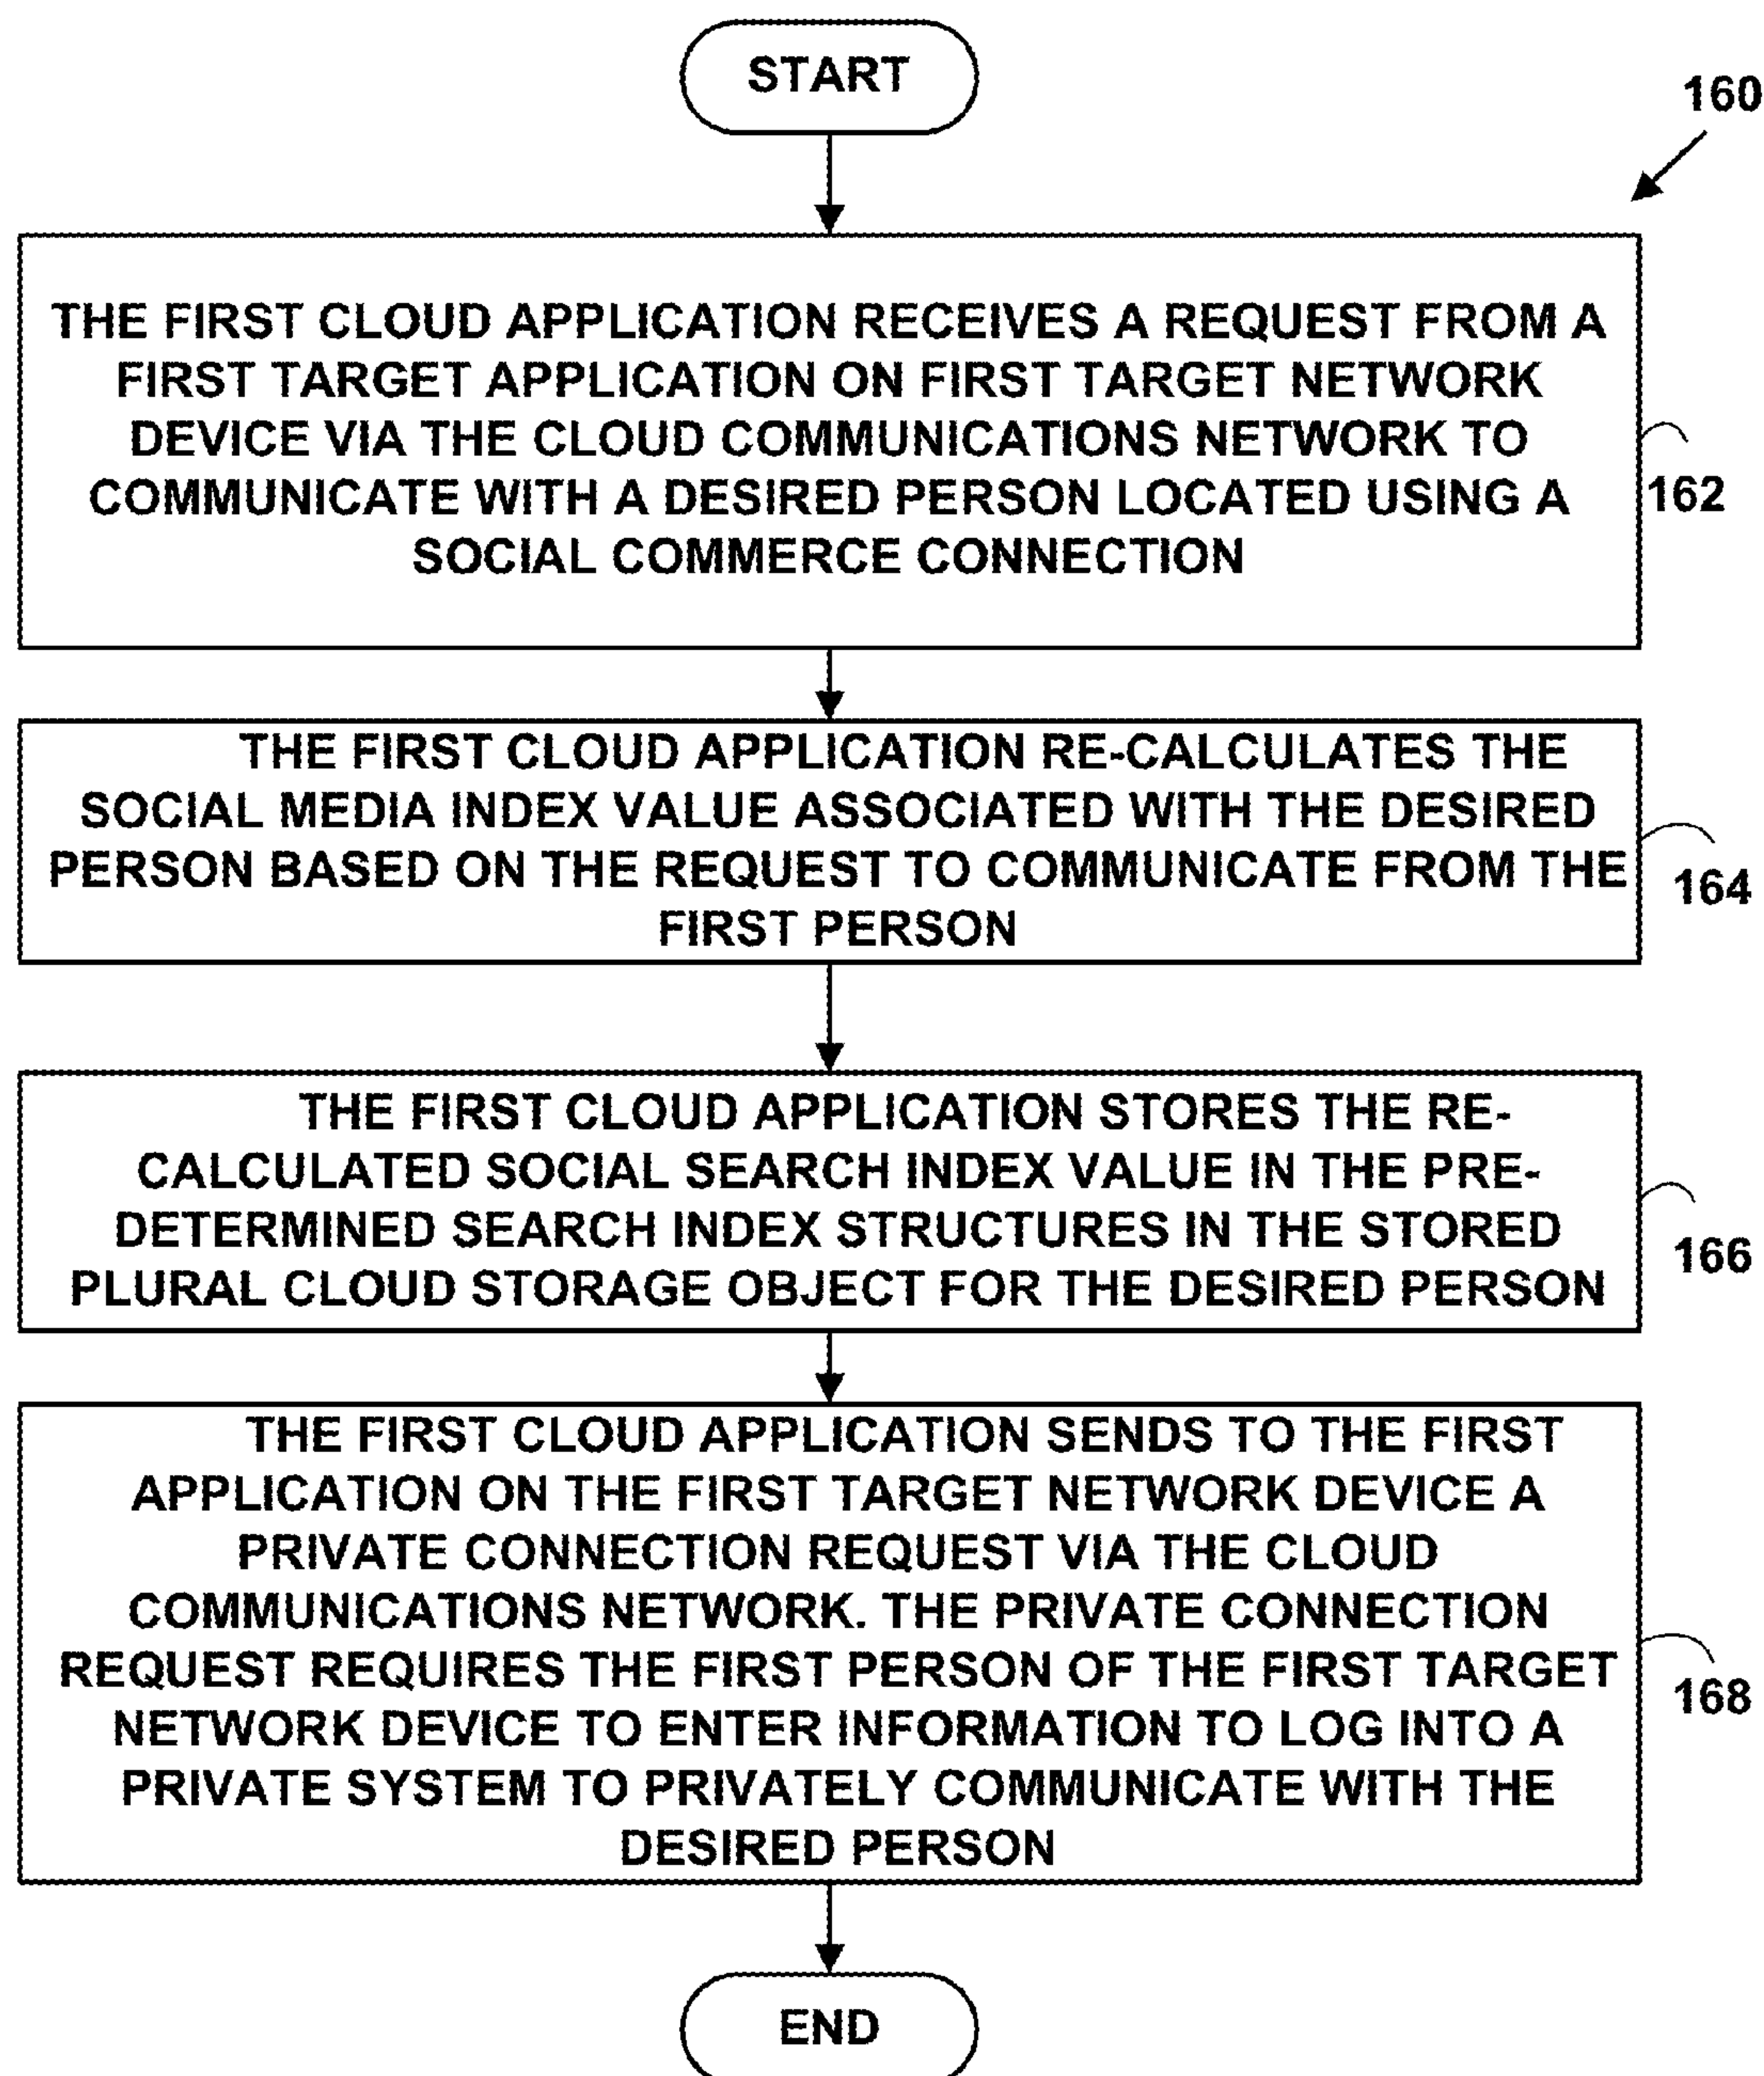 START
160
THE FIRST CLOUD APPLICATION RECEIVES A REQUEST FROM A
FIRST TARGET APPLICATION ON FIRST TARGET NETWORK
DEVICE VIA THE CLOUD COMMUNICATIONS NETWORK TO
COMMUNICATE WITH A DESIRED PERSON LOCATED USING A
SOCIAL COMMERCE CONNECTION
162
THE FIRST CLOUD APPLICATION RE-CALCULATES THE
SOCIAL MEDIA INDEX VALUE ASSOCIATED WITH THE DESIRED
PERSON BASED ON THE REQUEST TO COMMUNICATE FROM THE
FIRST PERSON
164
THE FIRST CLOUD APPLICATION STORES THE RE-
CALCULATED SOCIAL SEARCH INDEX VALUE IN THE PRE-
DETERMINED SEARCH INDEX STRUCTURES IN THE STORED
PLURAL CLOUD STORAGE OBJECT FOR THE DESIRED PERSON
166
THE FIRST CLOUD APPLICATION SENDS TO THE FIRST
APPLICATION ON THE FIRST TARGET NETWORK DEVICE A
PRIVATE CONNECTION REQUEST VIA THE CLOUD
COMMUNICATIONS NETWORK. THE PRIVATE CONNECTION
REQUEST REQUIRES THE FIRST PERSON OF THE FIRST TARGET
NETWORK DEVICE TO ENTER INFORMATION TO LOG INTO A
PRIVATE SYSTEM TO PRIVATELY COMMUNICATE WITH THE
DESIRED PERSON
168
END